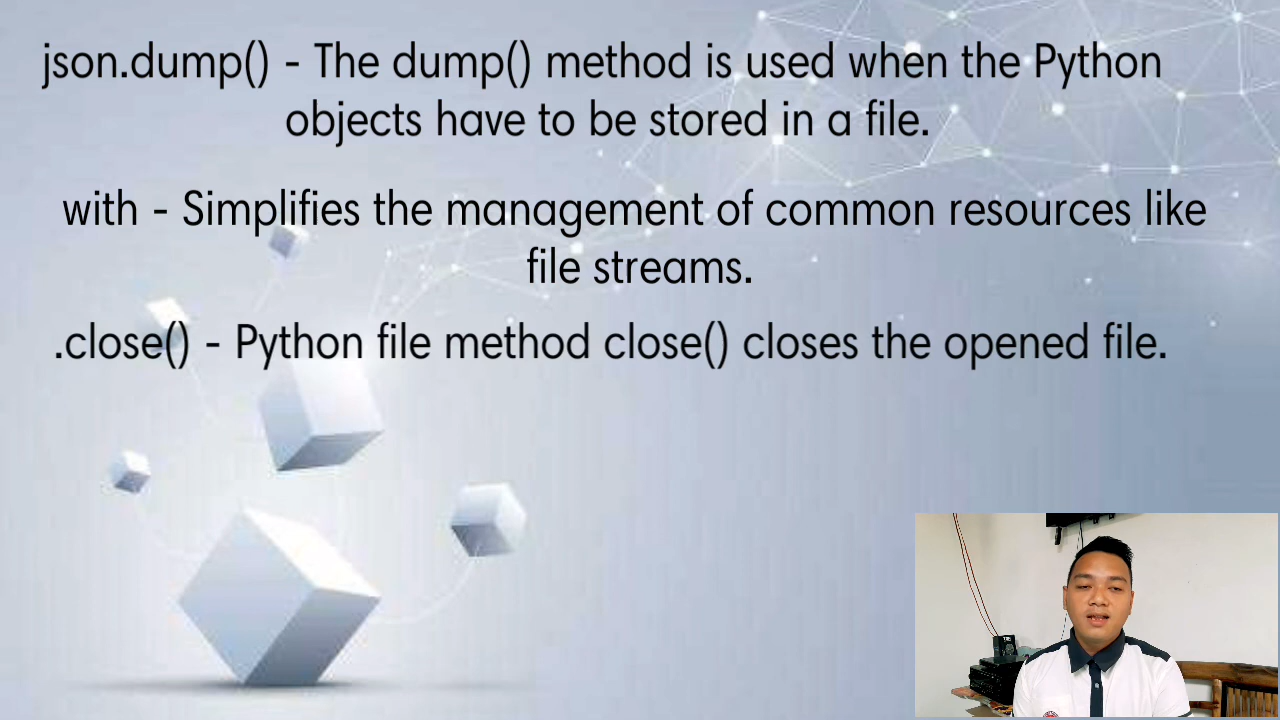 json.dump() - The dump() method is used when the Python
objects have to be stored in a file.
with - Simplifies the management of common resources like
file streams.
.close() - Python file method close() closes the opened file.